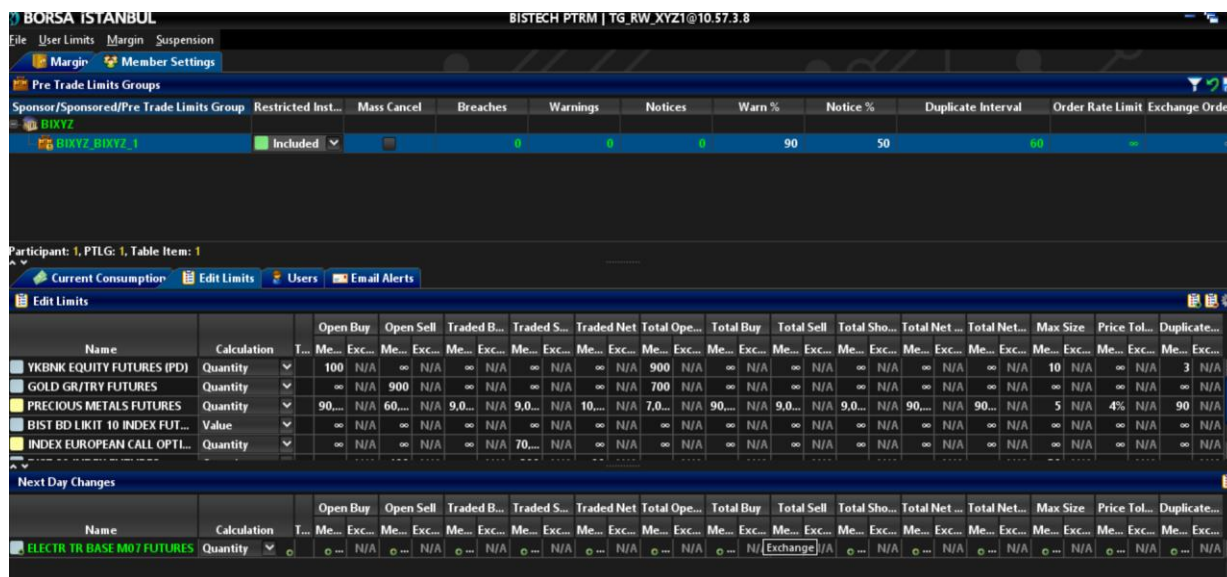 BORSA İSTANBUL BISTECH PTRM | TG_RW_XYZ1@10.57.3.8
File User Limits Margin Suspension
Margin Member Settings
Pre Trade Limits Groups
Sponsor/Sponsored/Pre Trade Limits Group Restricted Inst... Mass Cancel Breaches Warnings Notices Warn % Notice % Duplicate Interval Order Rate Limit Exchange Orde
BIXYZ
BIXYZ_BIXYZ_1 Included 0 0 0 90 50 60 ∞
Participant: 1, PTLG: 1, Table Item: 1
Current Consumption Edit Limits Users Email Alerts
Edit Limits
Open Buy Open Sell Traded B... Traded S... Traded Net Total Ope... Total Buy Total Sell Total Sho... Total Net ... Total Net... Max Size Price Tol... Duplicate...
Name Calculation T... Me... Exc... Me... Exc... Me... Exc... Me... Exc... Me... Exc... Me... Exc... Me... Exc... Me... Exc... Me... Exc... Me... Exc... Me... Exc... Me... Exc... Me... Exc... Me... Exc...
YKBNK EQUITY FUTURES (PD) Quantity 100 N/A ∞ N/A ∞ N/A ∞ N/A ∞ N/A 900 N/A ∞ N/A ∞ N/A ∞ N/A ∞ N/A ∞ N/A 10 N/A ∞ N/A 3 N/A
GOLD GR/TRY FUTURES Quantity ∞ N/A 900 N/A ∞ N/A ∞ N/A ∞ N/A 700 N/A ∞ N/A ∞ N/A ∞ N/A ∞ N/A ∞ N/A ∞ N/A ∞ N/A ∞ N/A
PRECIOUS METALS FUTURES Quantity 90,... N/A 60,... N/A 9,0... N/A 9,0... N/A 10,... N/A 7,0... N/A 90,... N/A 9,0... N/A 9,0... N/A 90,... N/A 90... N/A 5 N/A 4% N/A 90 N/A
BIST BD LIKIT 10 INDEX FUT... Value ∞ N/A ∞ N/A ∞ N/A ∞ N/A ∞ N/A ∞ N/A ∞ N/A ∞ N/A ∞ N/A ∞ N/A ∞ N/A ∞ N/A ∞ N/A ∞ N/A
INDEX EUROPEAN CALL OPTI... Quantity ∞ N/A ∞ N/A ∞ N/A 70,... N/A ∞ N/A ∞ N/A ∞ N/A ∞ N/A ∞ N/A ∞ N/A ∞ N/A ∞ N/A ∞ N/A ∞ N/A
Next Day Changes
Open Buy Open Sell Traded B... Traded S... Traded Net Total Ope... Total Buy Total Sell Total Sho... Total Net ... Total Net... Max Size Price Tol... Duplicate...
Name Calculation T... Me... Exc... Me... Exc... Me... Exc... Me... Exc... Me... Exc... Me... Exc... Me... Exc... Me... Exc... Me... Exc... Me... Exc... Me... Exc... Me... Exc... Me... Exc... Me... Exc...
ELECTR TR BASE M07 FUTURES Quantity ... N/A ... N/A ... N/A ... N/A ... N/A ... N/A ... N/ Exchange I/A ... N/A ... N/A ... N/A ... N/A ... N/A ... N/A